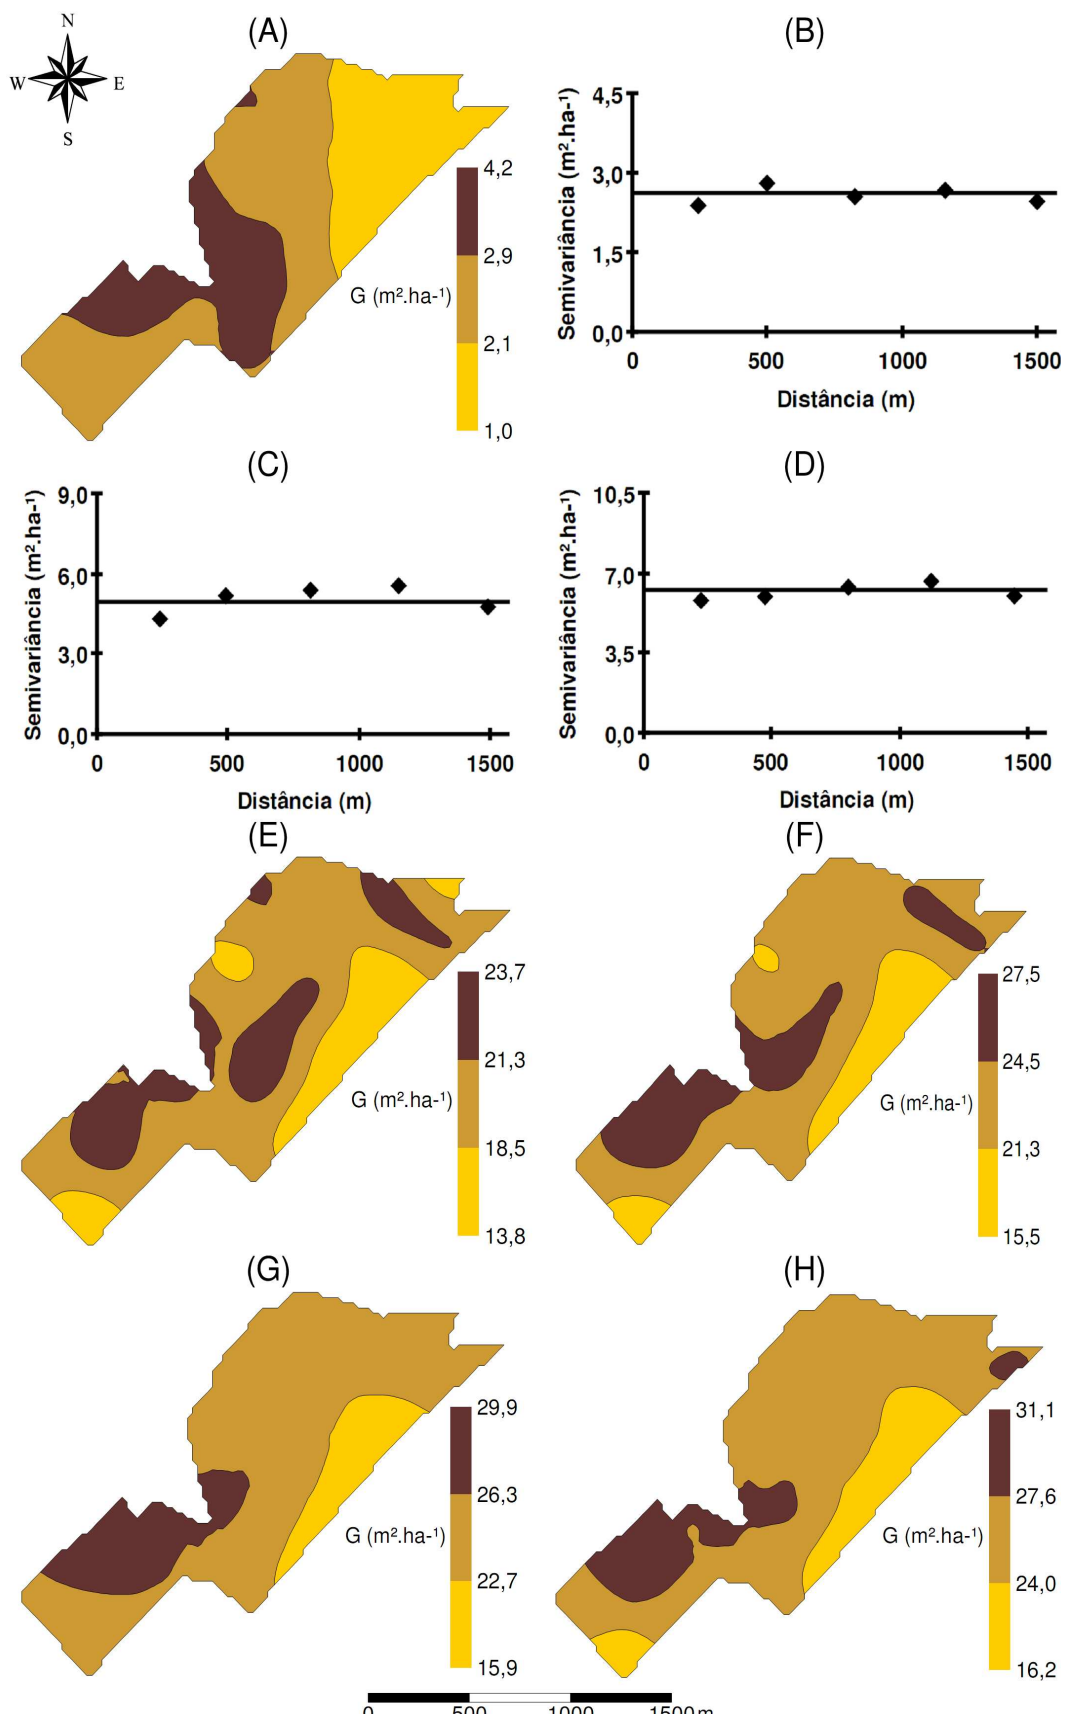 N
W E
S
(A)
4,2
2,9
G (m².ha-¹)
2,1
1,0
(B)
Semivariância (m².ha-¹)
4,5
3,0
1,5
0,0
0 500 1000 1500
Distância (m)
(C)
Semivariância (m².ha-¹)
9,0
6,0
3,0
0,0
0 500 1000 1500
Distância (m)
(D)
Semivariância (m².ha-¹)
10,5
7,0
3,5
0,0
0 500 1000 1500
Distância (m)
(E)
23,7
21,3
G (m².ha-¹)
18,5
13,8
(F)
27,5
24,5
G (m².ha-¹)
21,3
15,5
(G)
29,9
26,3
G (m².ha-¹)
22,7
15,9
(H)
31,1
27,6
G (m².ha-¹)
24,0
16,2
0 500 1000 1500m